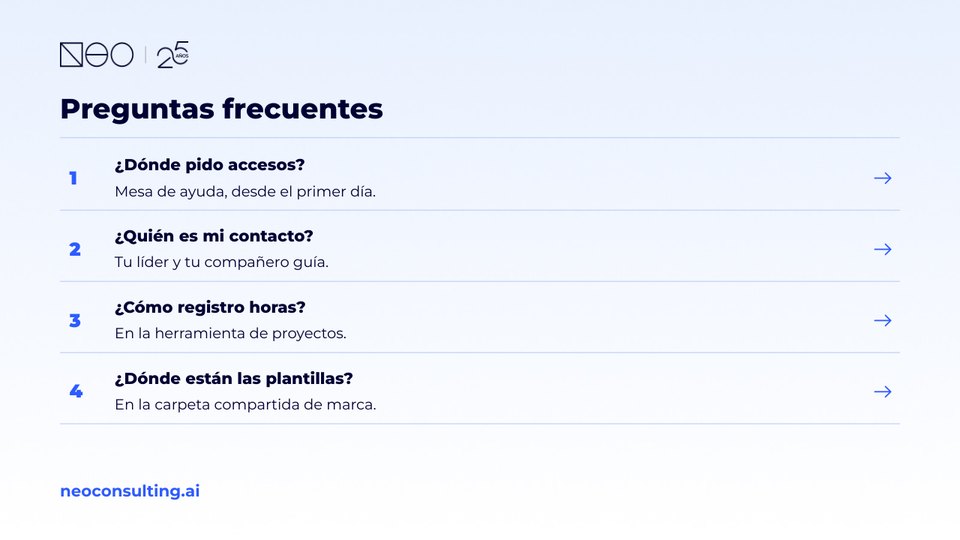 NEO | 25 AÑOS
Preguntas frecuentes
1
¿Dónde pido accesos?
Mesa de ayuda, desde el primer día.
2
¿Quién es mi contacto?
Tu líder y tu compañero guía.
3
¿Cómo registro horas?
En la herramienta de proyectos.
4
¿Dónde están las plantillas?
En la carpeta compartida de marca.
neoconsulting.ai